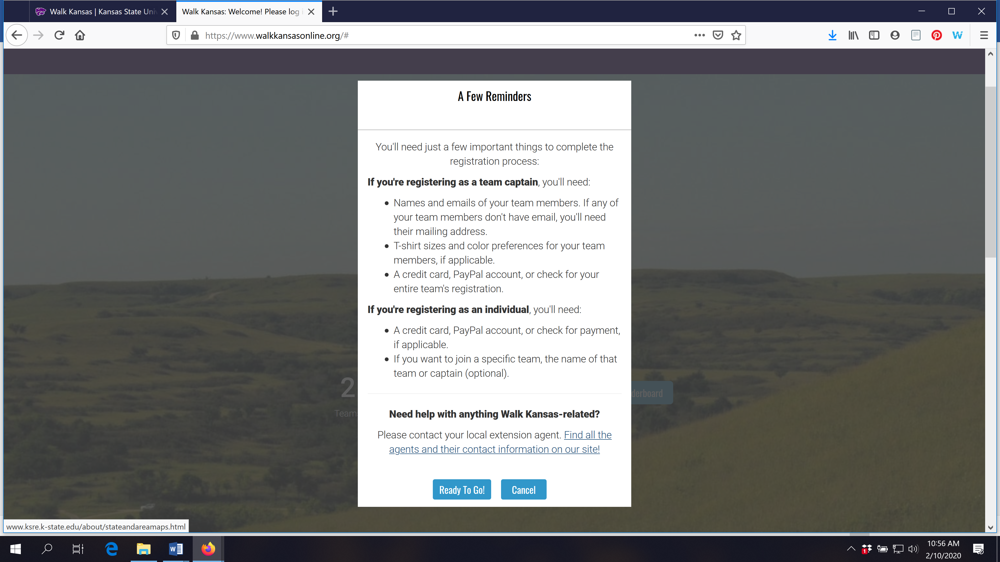 Walk Kansas | Kansas State Univ
Walk Kansas: Welcome! Please log i
https://www.walkkansasonline.org/#
A Few Reminders
You'll need just a few important things to complete the
registration process:
If you're registering as a team captain, you'll need:
• Names and emails of your team members. If any of
your team members don't have email, you'll need
their mailing address.
• T-shirt sizes and color preferences for your team
members, if applicable.
• A credit card, PayPal account, or check for your
entire team's registration.
If you're registering as an individual, you'll need:
• A credit card, PayPal account, or check for payment,
if applicable.
• If you want to join a specific team, the name of that
team or captain (optional).
2
derboard
Team
Need help with anything Walk Kansas-related?
Please contact your local extension agent. Find all the
agents and their contact information on our site!
Ready To Go!
Cancel
www.ksre.k-state.edu/about/stateandareamaps.html
1
10:56 AM
2/10/2020